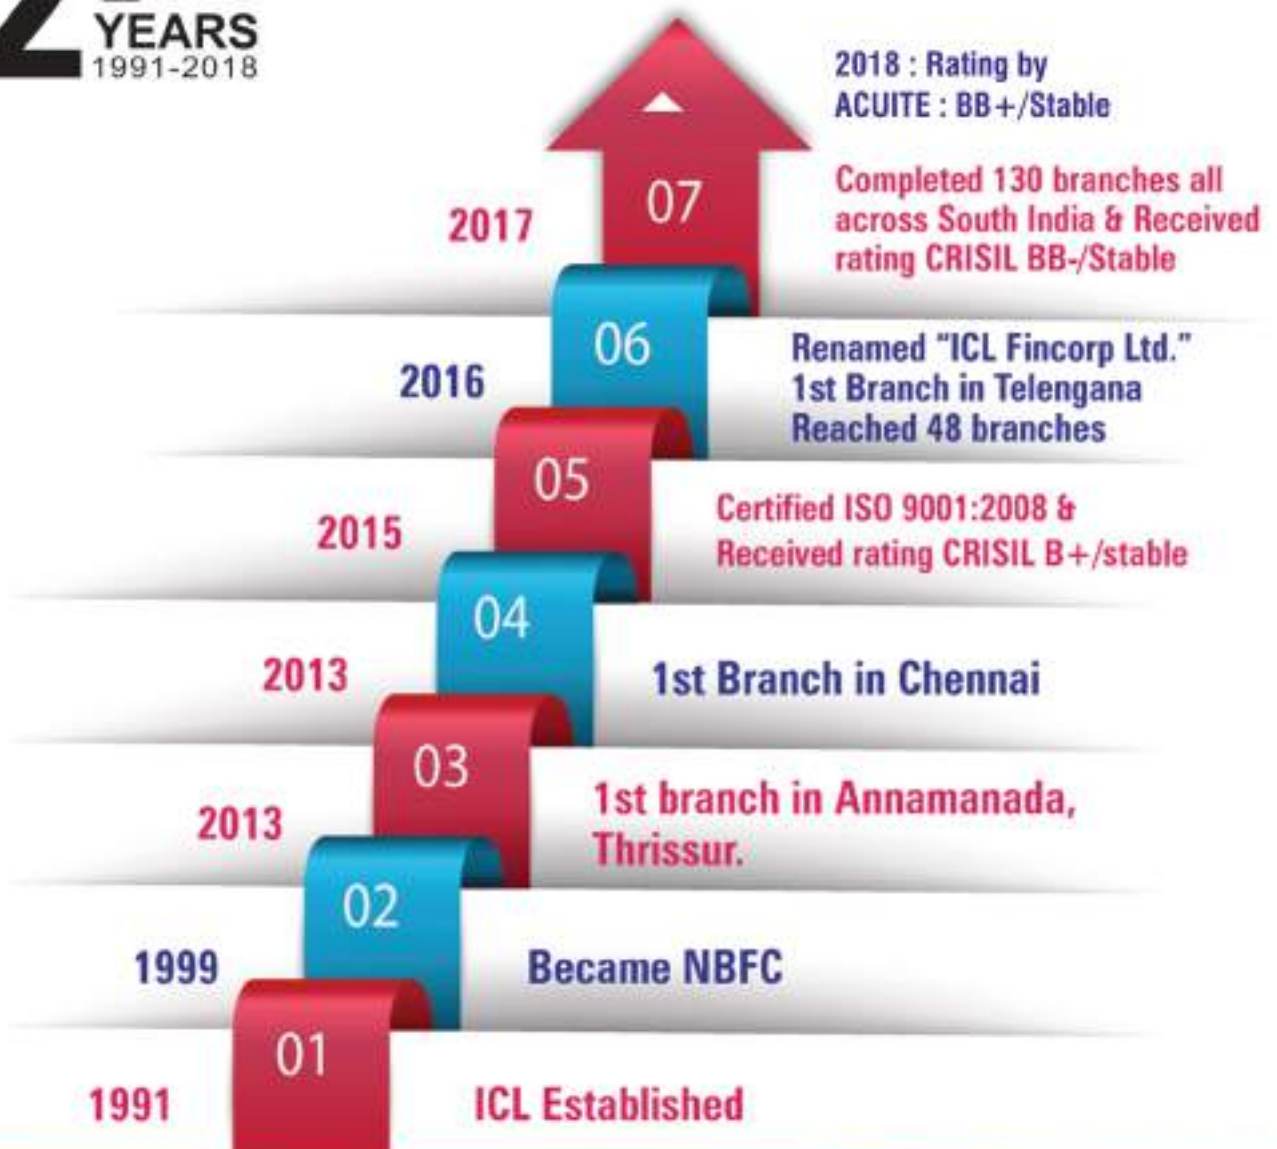 YEARS
1991-2018
2018 : Rating by
ACUITE : BB+/Stable
07
2017
Completed 130 branches all
across South India & Received
rating CRISIL BB-/Stable
06
2016
Renamed “ICL Fincorp Ltd.”
1st Branch in Telengana
Reached 48 branches
05
2015
Certified ISO 9001:2008 &
Received rating CRISIL B+/stable
04
2013
1st Branch in Chennai
03
2013
1st branch in Annamanada,
Thrissur.
02
1999
Became NBFC
01
1991
ICL Established